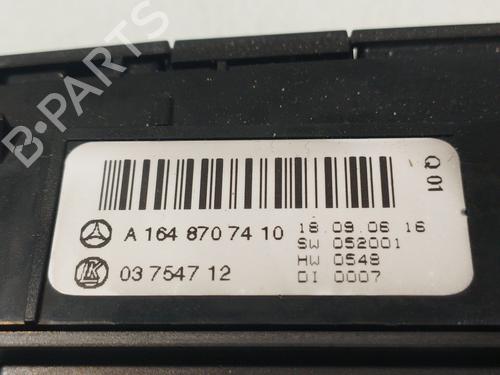 A 164 870 74 10
18.09.06 16
SW 052001
LK
03 7547 12
HW 0548
DI 0007
Q 01
B-PARTS